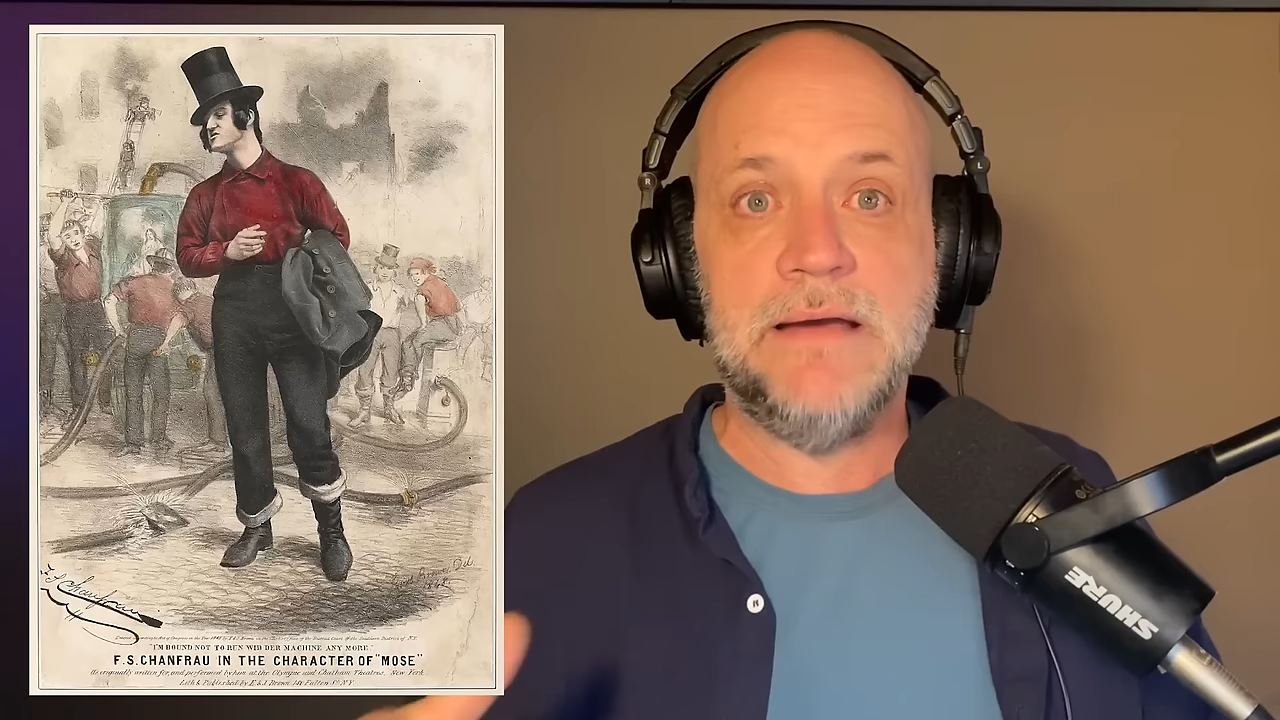 F.S. Chanfrau
"I'M BOUND NOT TO RUN WID DER MACHINE ANY MORE"
F.S.CHANFRAU IN THE CHARACTER OF "MOSE"
As originally written for, and performed by him at the Olympic and Chatham Theatres, New York.
Lith & Published by E & J. Brown, 140 Fulton St. N.Y.
R
L
SHURE